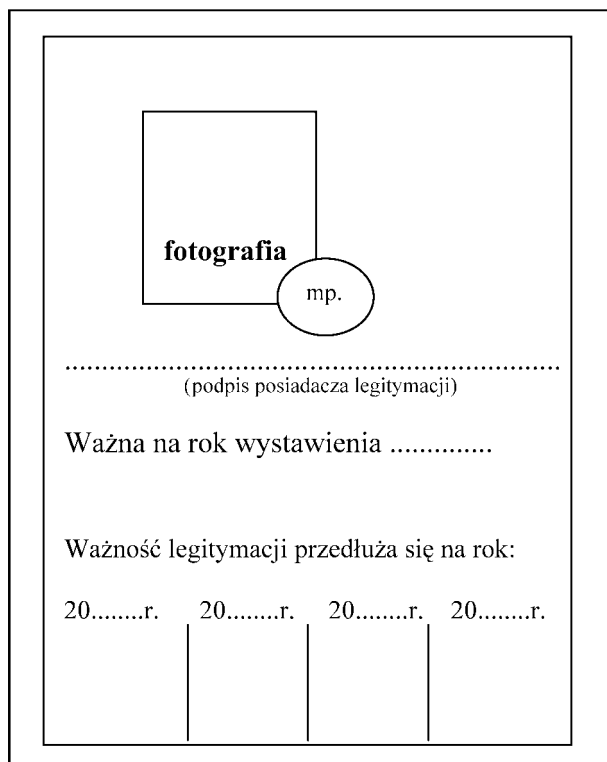 fotografia
mp.
..................................................................................
(podpis posiadacza legitymacji)
Ważna na rok wystawienia ..............
Ważność legitymacji przedłuża się na rok:
20........r. 20........r. 20........r. 20........r.